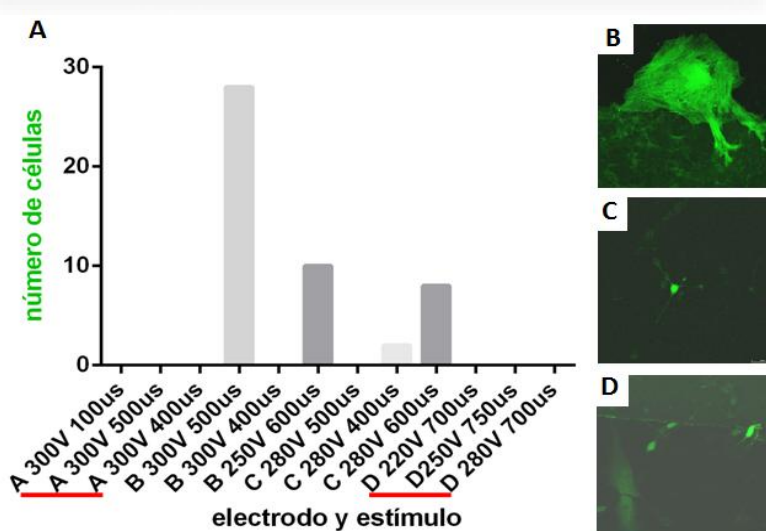 A
número de células
30
20
10
0
A 300V 100us
A 300V 500us
A 300V 400us
B 300V 500us
B 300V 400us
B 250V 600us
C 280V 500us
C 280V 400us
C 280V 600us
D 220V 700us
D250V 750us
D 280V 700us
electrodo y estímulo
B
C
D